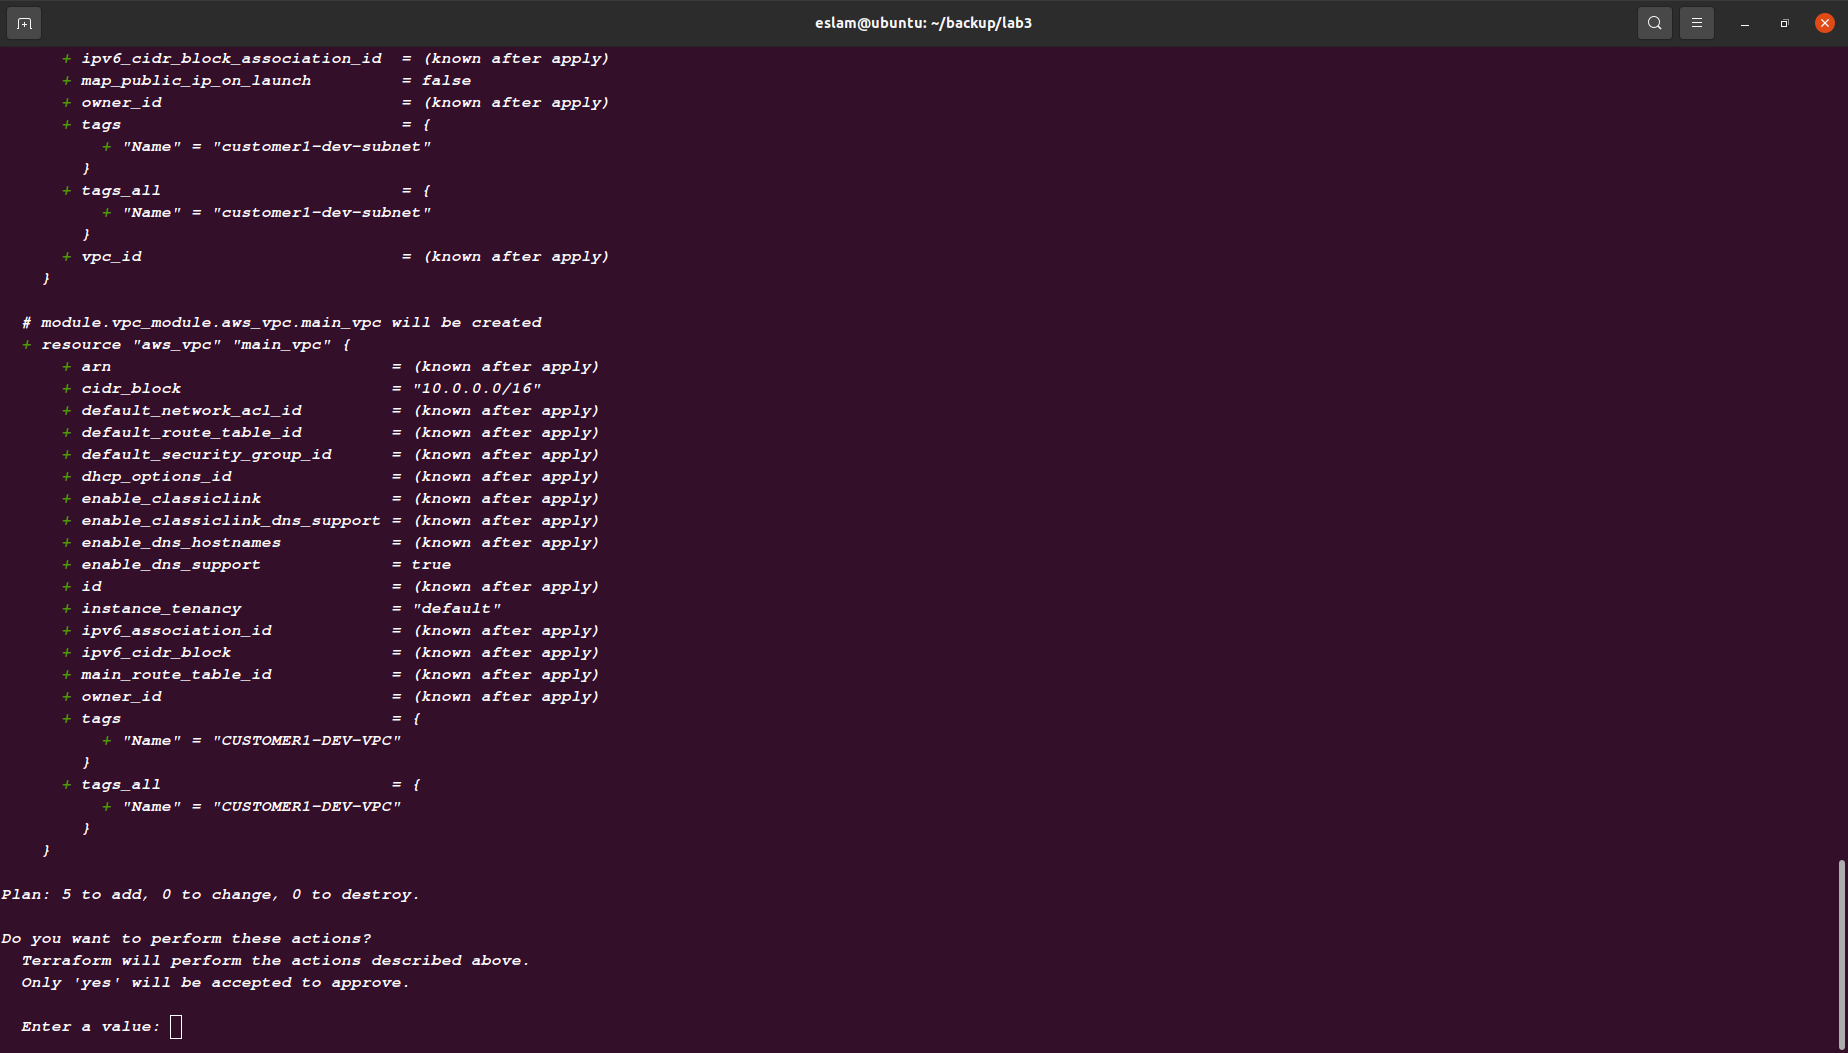 eslam@ubuntu: ~/backup/lab3
+ ipv6_cidr_block_association_id = (known after apply)
+ map_public_ip_on_launch = false
+ owner_id = (known after apply)
+ tags = {
+ "Name" = "customer1-dev-subnet"
}
+ tags_all = {
+ "Name" = "customer1-dev-subnet"
}
+ vpc_id = (known after apply)
}
# module.vpc_module.aws_vpc.main_vpc will be created
+ resource "aws_vpc" "main_vpc" {
+ arn = (known after apply)
+ cidr_block = "10.0.0.0/16"
+ default_network_acl_id = (known after apply)
+ default_route_table_id = (known after apply)
+ default_security_group_id = (known after apply)
+ dhcp_options_id = (known after apply)
+ enable_classiclink = (known after apply)
+ enable_classiclink_dns_support = (known after apply)
+ enable_dns_hostnames = (known after apply)
+ enable_dns_support = true
+ id = (known after apply)
+ instance_tenancy = "default"
+ ipv6_association_id = (known after apply)
+ ipv6_cidr_block = (known after apply)
+ main_route_table_id = (known after apply)
+ owner_id = (known after apply)
+ tags = {
+ "Name" = "CUSTOMER1-DEV-VPC"
}
+ tags_all = {
+ "Name" = "CUSTOMER1-DEV-VPC"
}
}
Plan: 5 to add, 0 to change, 0 to destroy.
Do you want to perform these actions?
Terraform will perform the actions described above.
Only 'yes' will be accepted to approve.
Enter a value: